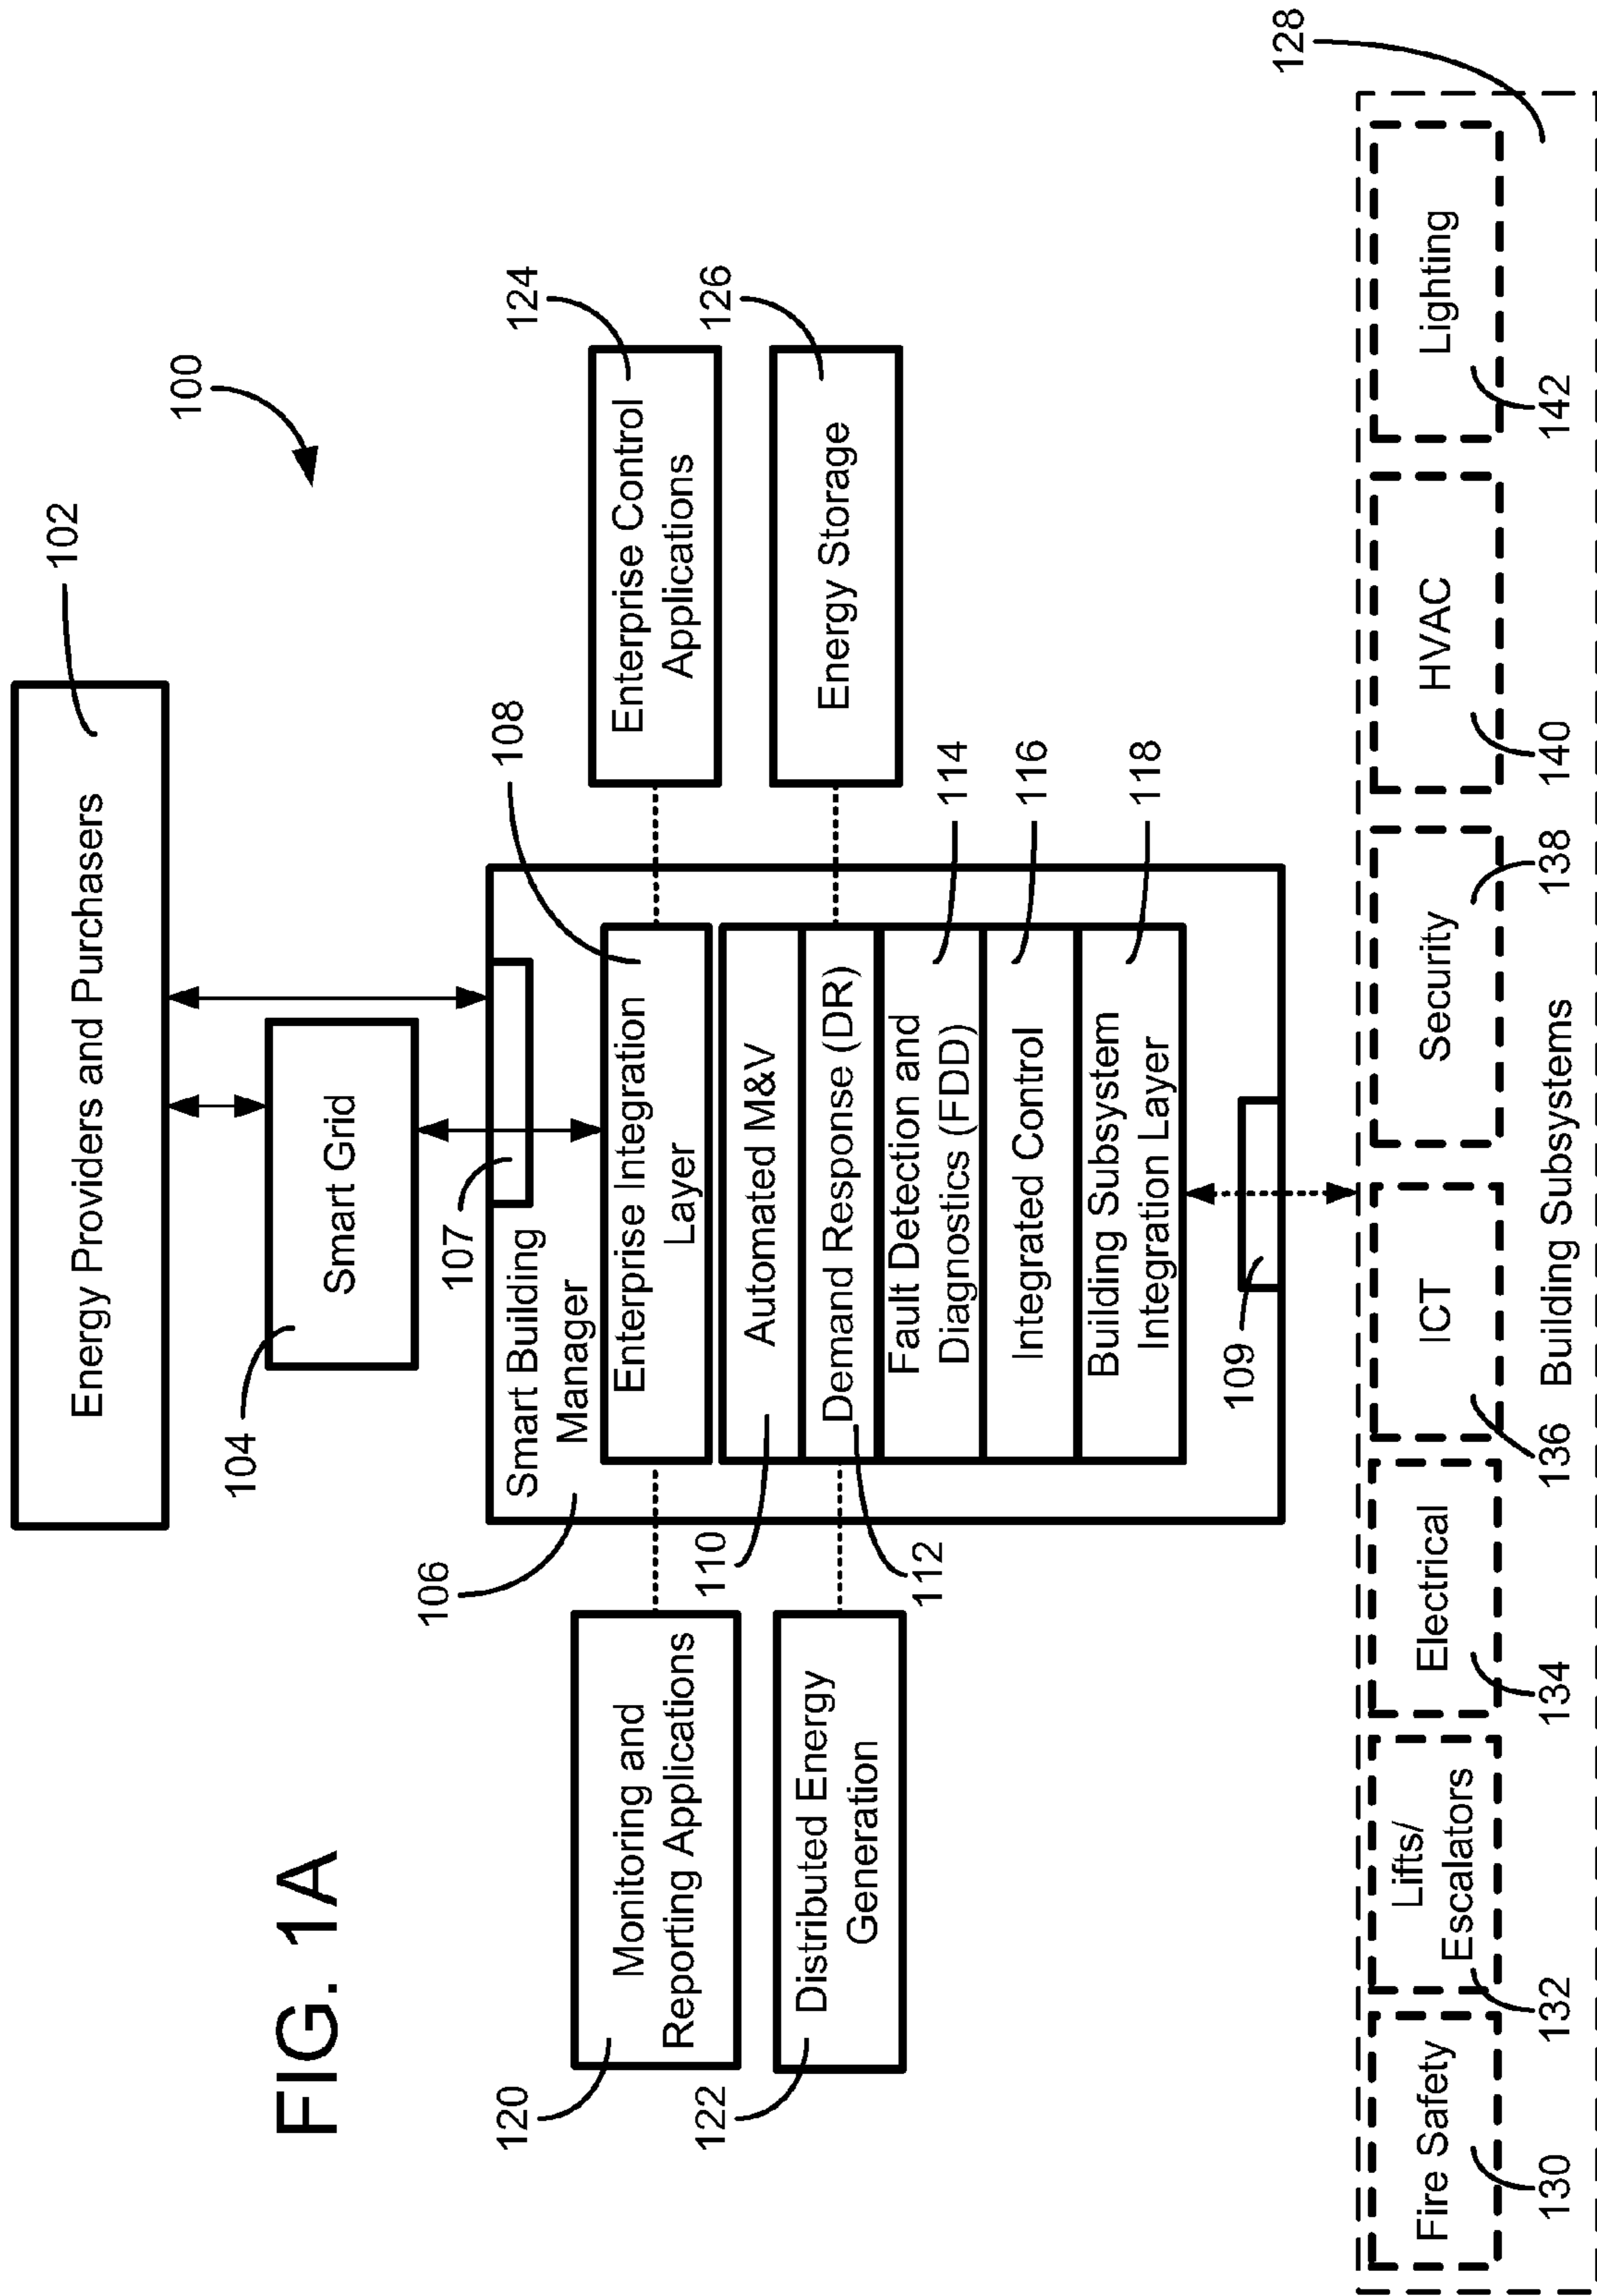 FIG. 1A
100
Energy Providers and Purchasers
102
Smart Grid
104
107
Smart Building
Manager
106
108
Enterprise Integration
Layer
Automated M&V
110
Demand Response (DR)
112
Fault Detection and
Diagnostics (FDD)
114
Integrated Control
116
Building Subsystem
Integration Layer
118
109
Monitoring and
Reporting Applications
120
Distributed Energy
Generation
122
Enterprise Control
Applications
124
Energy Storage
126
128
Fire Safety
130
Lifts/
Escalators
132
Electrical
134
ICT
136
Security
138
HVAC
140
Lighting
142
Building Subsystems